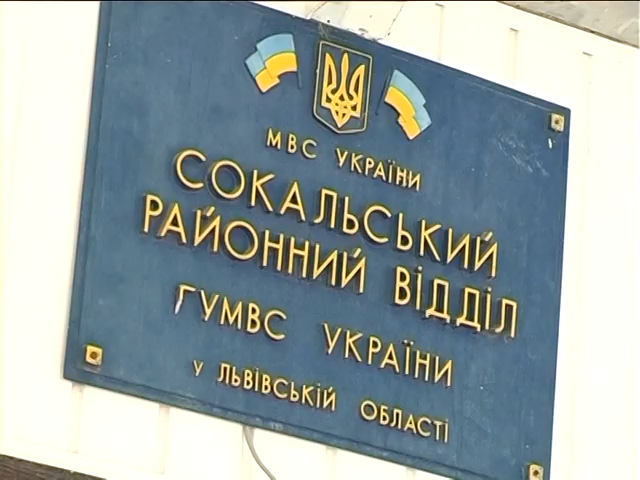 МВС УКРАЇНИ
СОКАЛЬСЬКИЙ
РАЙОННИЙ ВІДДІЛ
ГУМВС УКРАЇНИ
У ЛЬВІВСЬКІЙ ОБЛАСТІ